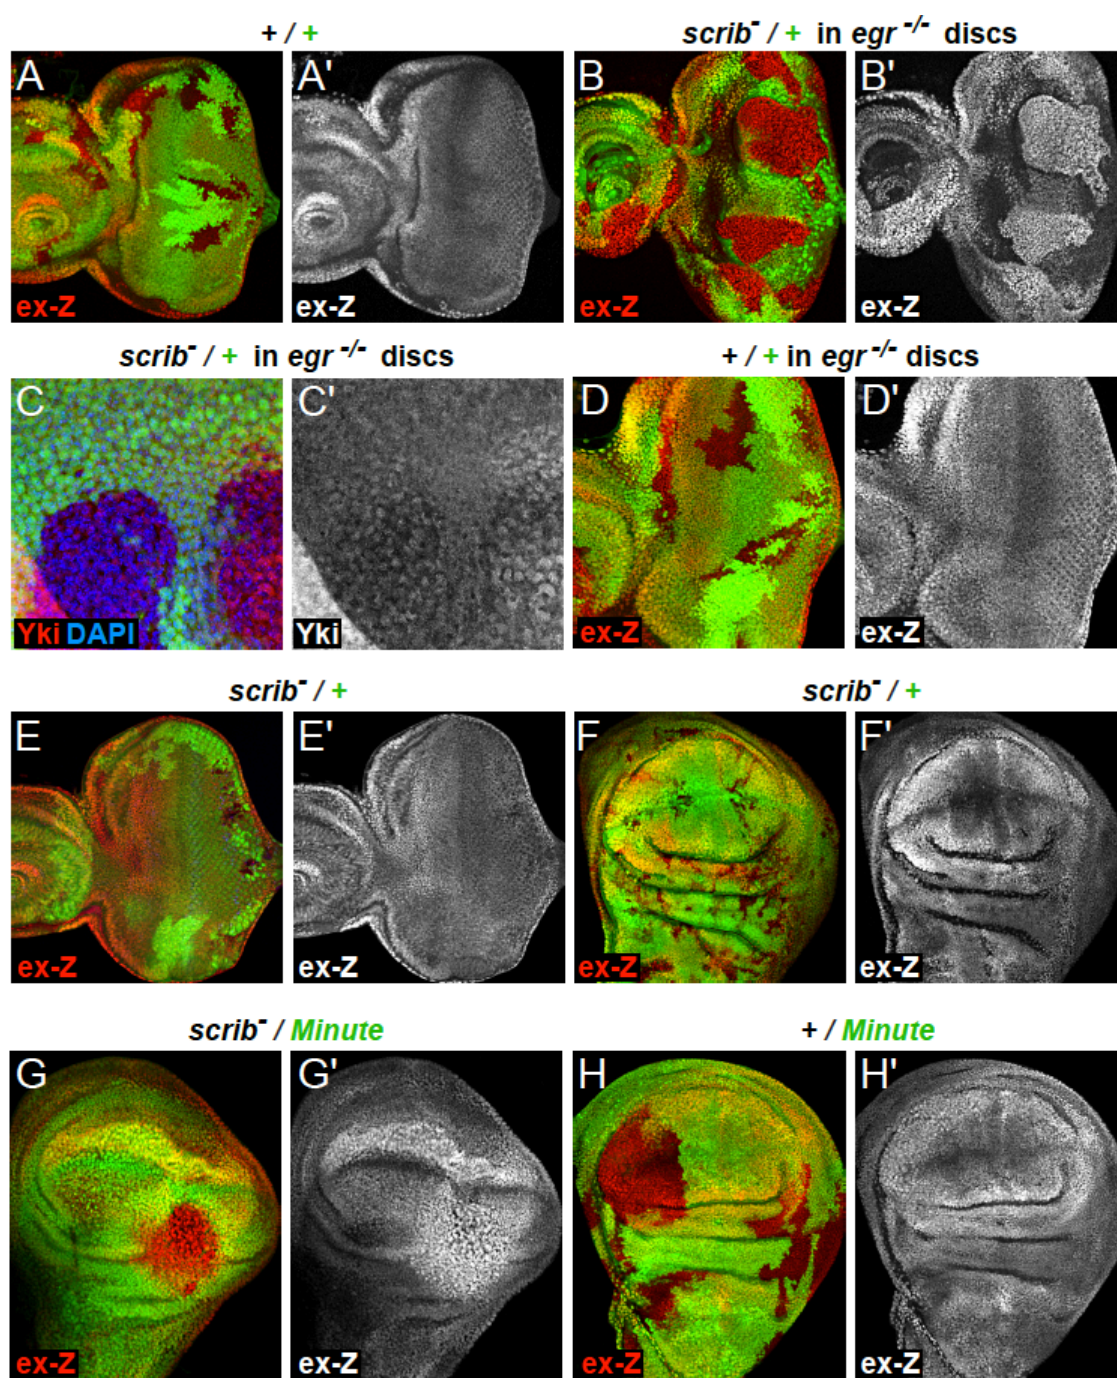 + / +
scrib⁻ / + in egr ⁻/⁻ discs
A
A'
B
B'
ex-Z
ex-Z
ex-Z
ex-Z
scrib⁻ / + in egr ⁻/⁻ discs
+ / + in egr ⁻/⁻ discs
C
C'
D
D'
Yki DAPI
Yki
ex-Z
ex-Z
scrib⁻ / +
scrib⁻ / +
E
E'
F
F'
ex-Z
ex-Z
ex-Z
ex-Z
scrib⁻ / Minute
+ / Minute
G
G'
H
H'
ex-Z
ex-Z
ex-Z
ex-Z